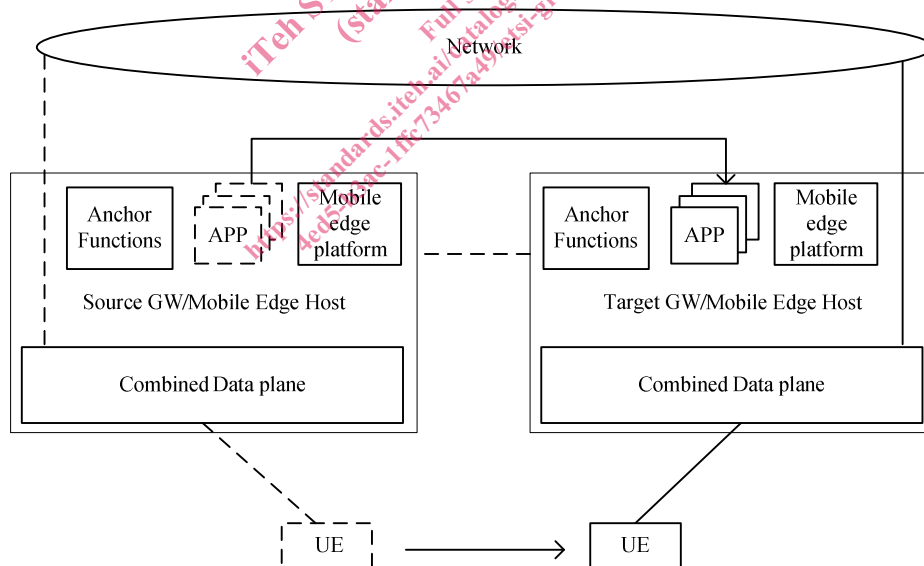 Network
Anchor
Functions
APP
Mobile
edge
platform
Source GW/Mobile Edge Host
Combined Data plane
Anchor
Functions
APP
Mobile
edge
platform
Target GW/Mobile Edge Host
Combined Data plane
UE
UE